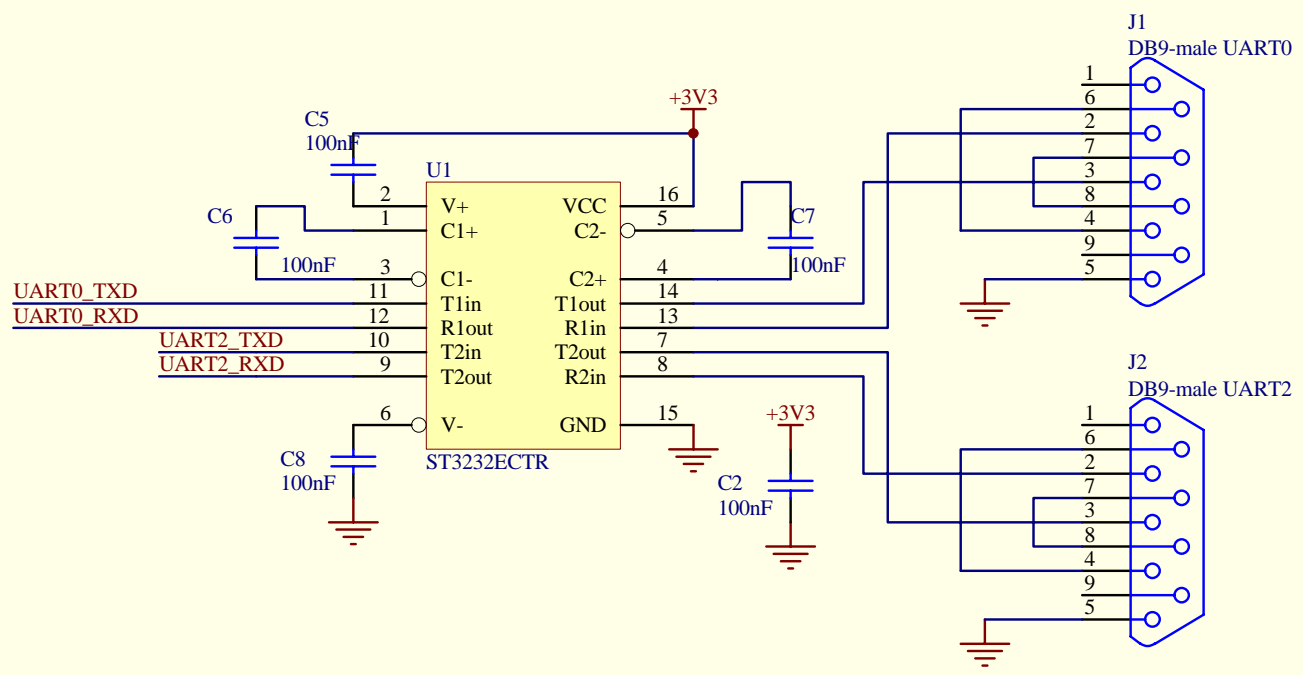 J1
DB9-male UART0
1
6
2
7
3
8
4
9
5
+3V3
C5
100nF
U1
2
V+
VCC
16
1
C1+
C2-
5
C6
100nF
C7
100nF
3
C1-
C2+
4
UART0_TXD
11
T1in
T1out
14
UART0_RXD
12
R1out
R1in
13
UART2_TXD
10
T2in
T2out
7
UART2_RXD
9
T2out
R2in
8
6
V-
GND
15
ST3232ECTR
C8
100nF
+3V3
C2
100nF
J2
DB9-male UART2
1
6
2
7
3
8
4
9
5